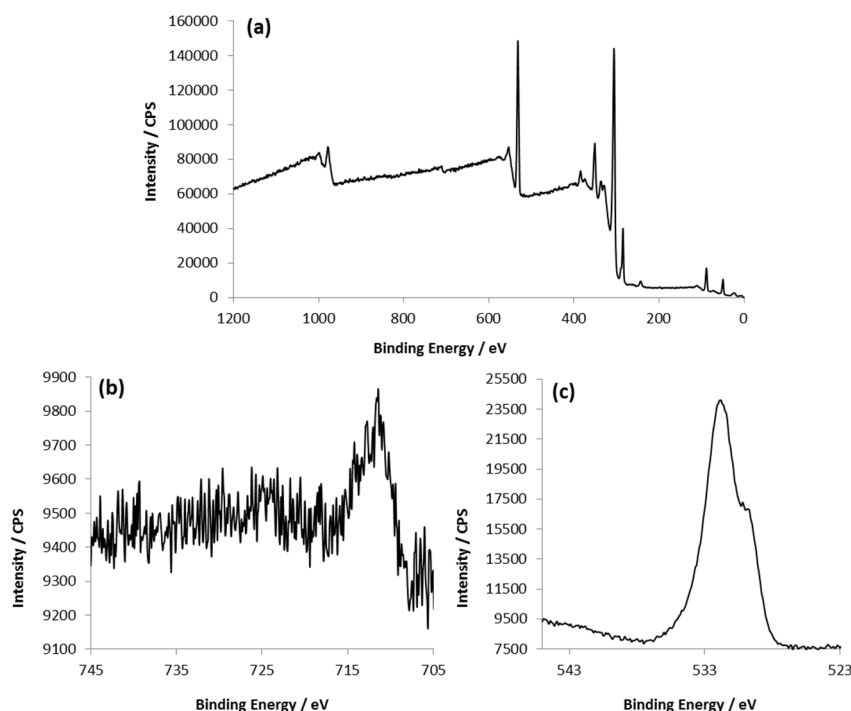 (a)
Intensity / CPS
160000
140000
120000
100000
80000
60000
40000
20000
0
1200 1000 800 600 400 200 0
Binding Energy / eV
(b)
Intensity / CPS
9900
9800
9700
9600
9500
9400
9300
9200
9100
745 735 725 715 705
Binding Energy / eV
(c)
Intensity / CPS
25500
23500
21500
19500
17500
15500
13500
11500
9500
7500
543 533 523
Binding Energy / eV